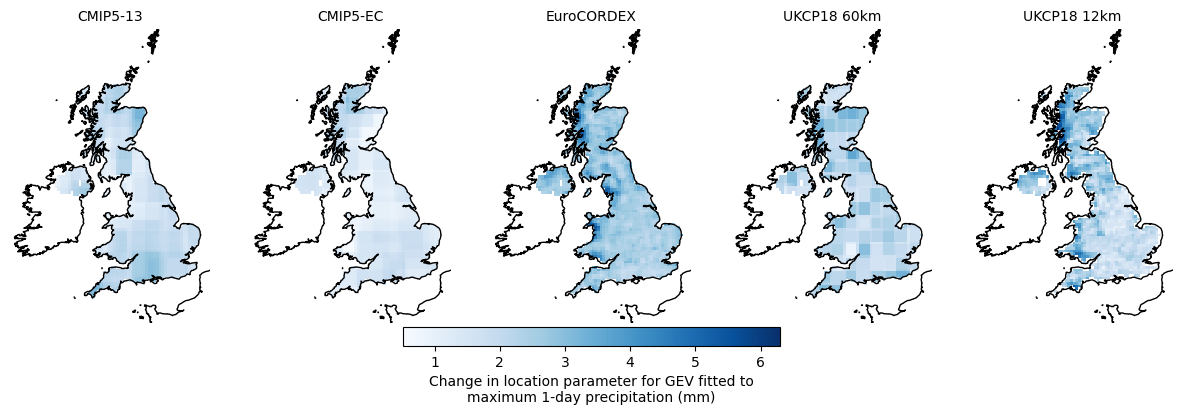 CMIP5-13 CMIP5-EC EuroCORDEX UKCP18 60km UKCP18 12km
1 2 3 4 5 6
Change in location parameter for GEV fitted to
maximum 1-day precipitation (mm)